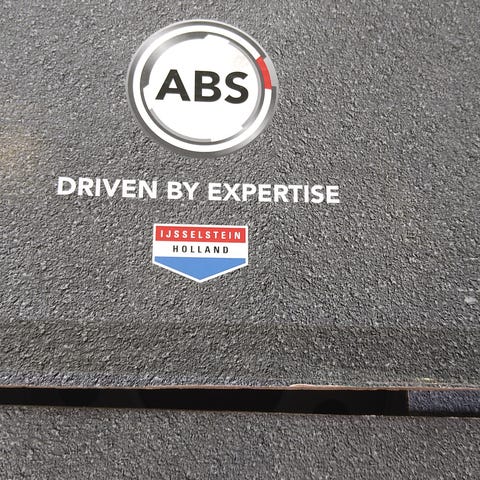 ABS
DRIVEN BY EXPERTISE
IJSSELSTEIN
HOLLAND